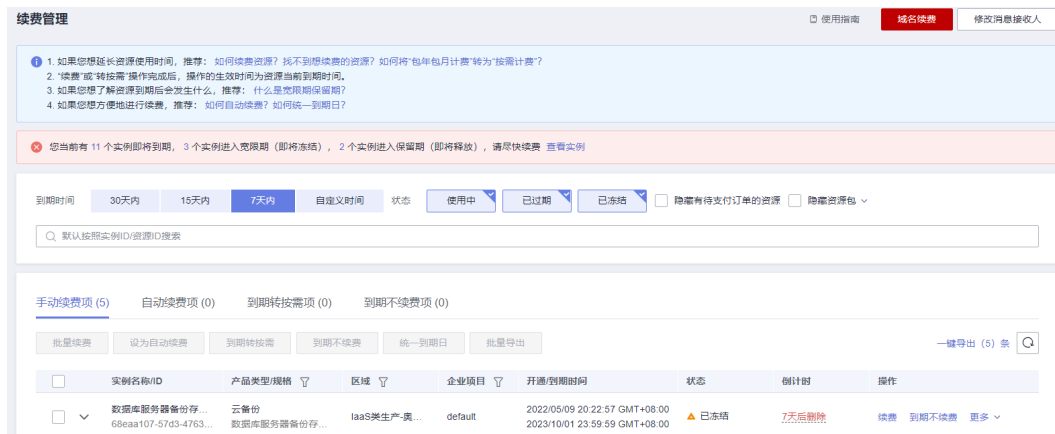 续费管理
使用指南
域名续费
修改消息接收人
1. 如果您想延长资源使用时间，推荐： 如何续费资源？找不到想续费的资源？如何将“包年包月计费”转为“按需计费”？
2. “续费”或“转按需”操作完成后，操作的生效时间为资源当前到期时间。
3. 如果您想了解资源到期后会发生什么，推荐： 什么是宽限期保留期？
4. 如果您想方便地进行续费，推荐： 如何自动续费？如何统一到期日？
您当前有 11 个实例即将到期， 3 个实例进入宽限期（即将冻结）， 2 个实例进入保留期（即将释放），请尽快续费 查看实例
到期时间 30天内 15天内 7天内 自定义时间 状态 使用中 已过期 已冻结 隐藏有待支付订单的资源 隐藏资源包
默认按照实例ID/资源ID搜索
手动续费项 (5) 自动续费项 (0) 到期转按需项 (0) 到期不续费项 (0)
批量续费 设为自动续费 到期转按需 到期不续费 统一到期日 批量导出 一键导出（5）条
实例名称/ID 产品类型/规格 区域 企业项目 开通/到期时间 状态 倒计时 操作
数据库服务器备份存... 云备份 IaaS类生产-奥... default 2022/05/09 20:22:57 GMT+08:00 已冻结 7天后删除 续费 到期不续费 更多
68eaa107-57d3-4763... 数据库服务器备份存... 2023/10/01 23:59:59 GMT+08:00